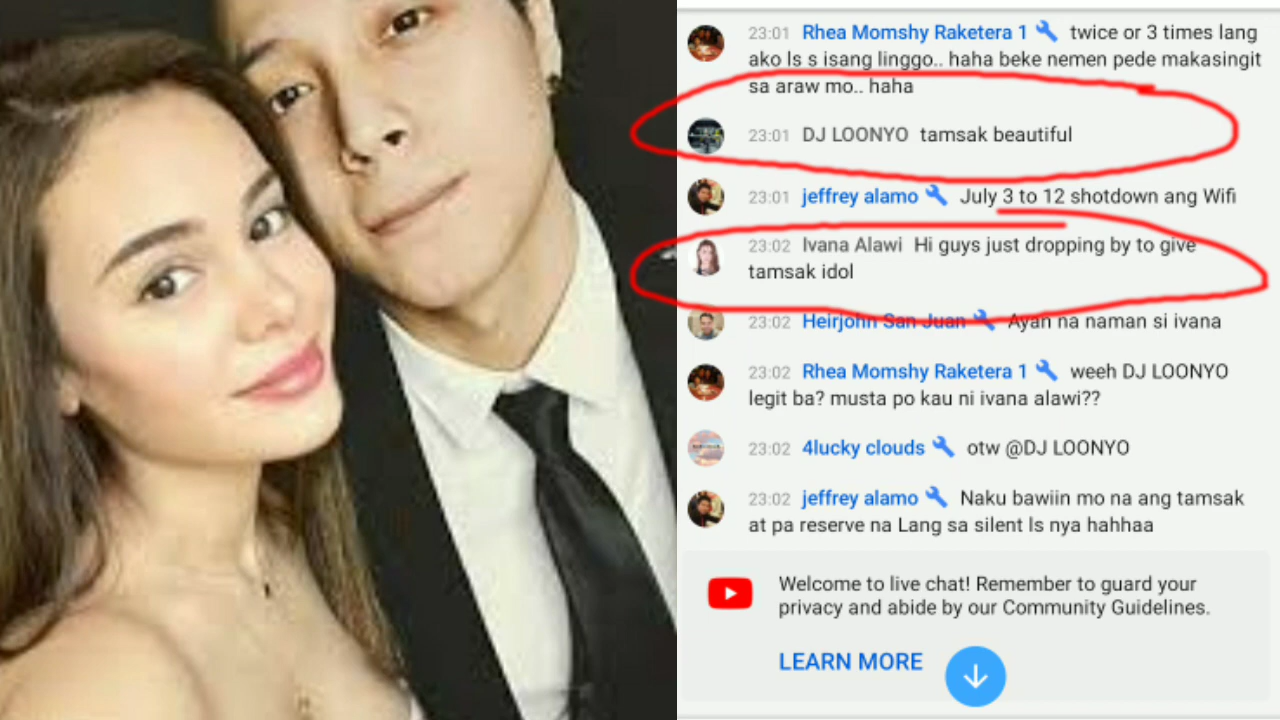 23:01 Rhea Momshy Raketera 1 twice or 3 times lang
ako ls s isang linggo.. haha beke nemen pede makasingit
sa araw mo.. haha
23:01 DJ LOONYO tamsak beautiful
23:01 jeffrey alamo July 3 to 12 shotdown ang Wifi
23:02 Ivana Alawi Hi guys just dropping by to give
tamsak idol
23:02 Heirjohn San Juan Ayan na naman si ivana
23:02 Rhea Momshy Raketera 1 weeh DJ LOONYO
legit ba? musta po kau ni ivana alawi??
23:02 4lucky clouds otw @DJ LOONYO
23:02 jeffrey alamo Naku bawiin mo na ang tamsak
at pa reserve na Lang sa silent ls nya hahhaa
Welcome to live chat! Remember to guard your
privacy and abide by our Community Guidelines.
LEARN MORE